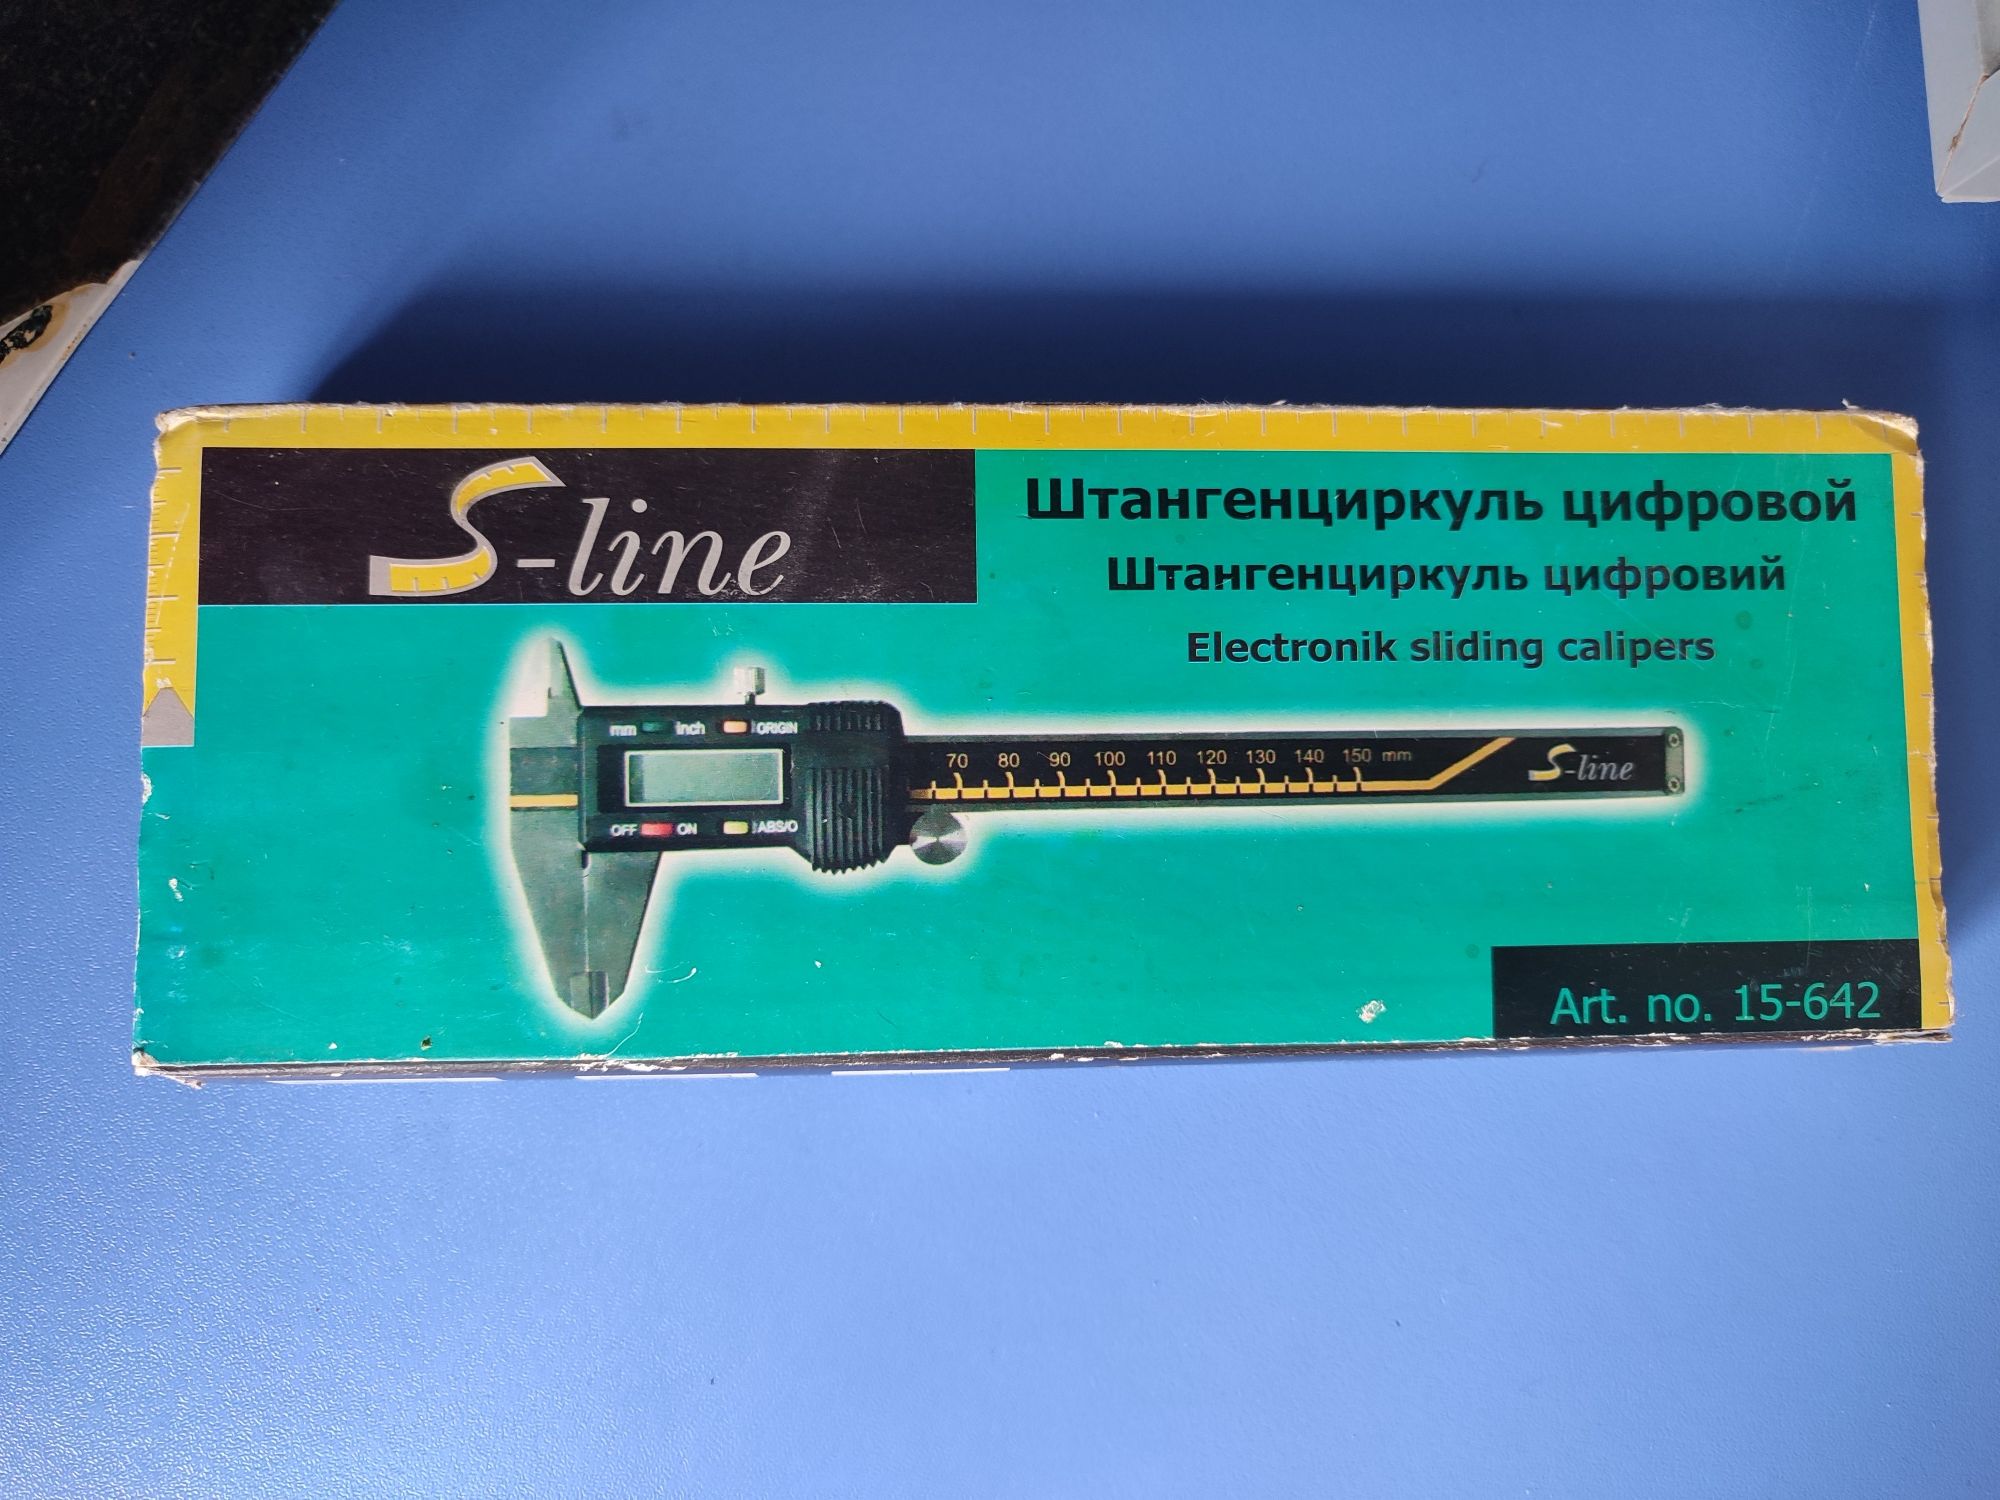 S-line
Штангенциркуль цифровой
Штангенциркуль цифровий
Electronik sliding calipers
mm inch ORIGIN
OFF ON ABS/O
70 80 90 100 110 120 130 140 150 mm
S-line
Art. no. 15-642